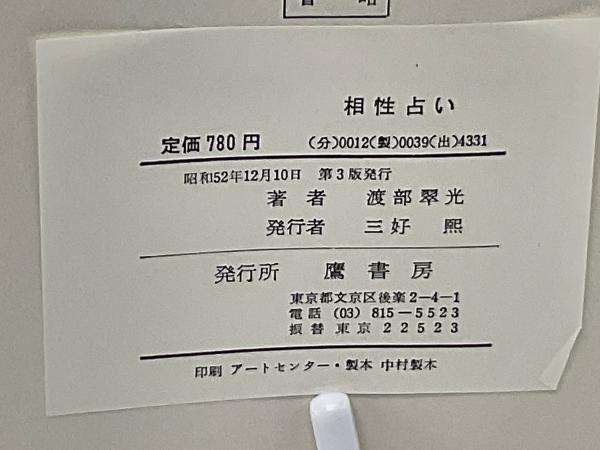 相性占い
定価780円 (分)0012(製)0039(出)4331
昭和52年12月10日 第3版発行
著者 渡部翠光
発行者 三好 熙
発行所 鷹書房
東京都文京区後楽2-4-1
電話 (03) 815-5523
振替 東京 22523
印刷 アートセンター・製本 中村製本